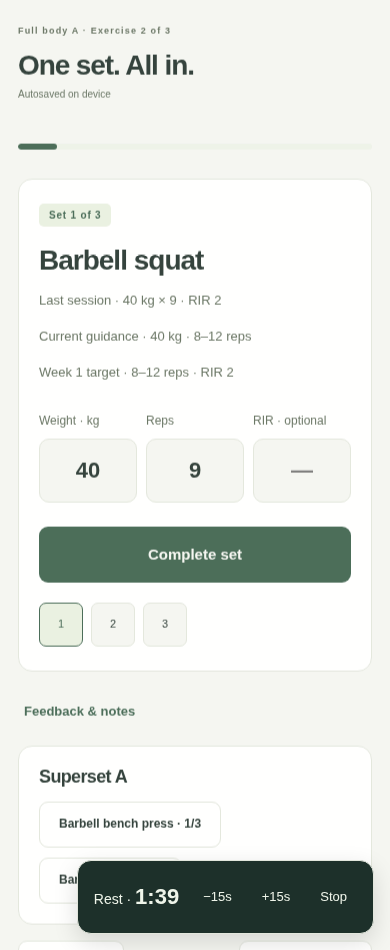 Full body A · Exercise 2 of 3
One set. All in.
Autosaved on device
Set 1 of 3
Barbell squat
Last session · 40 kg × 9 · RIR 2
Current guidance · 40 kg · 8–12 reps
Week 1 target · 8–12 reps · RIR 2
Weight · kg Reps RIR · optional
40 9 —
Complete set
1 2 3
Feedback & notes
Superset A
Barbell bench press · 1/3
Rest · 1:39 −15s +15s Stop